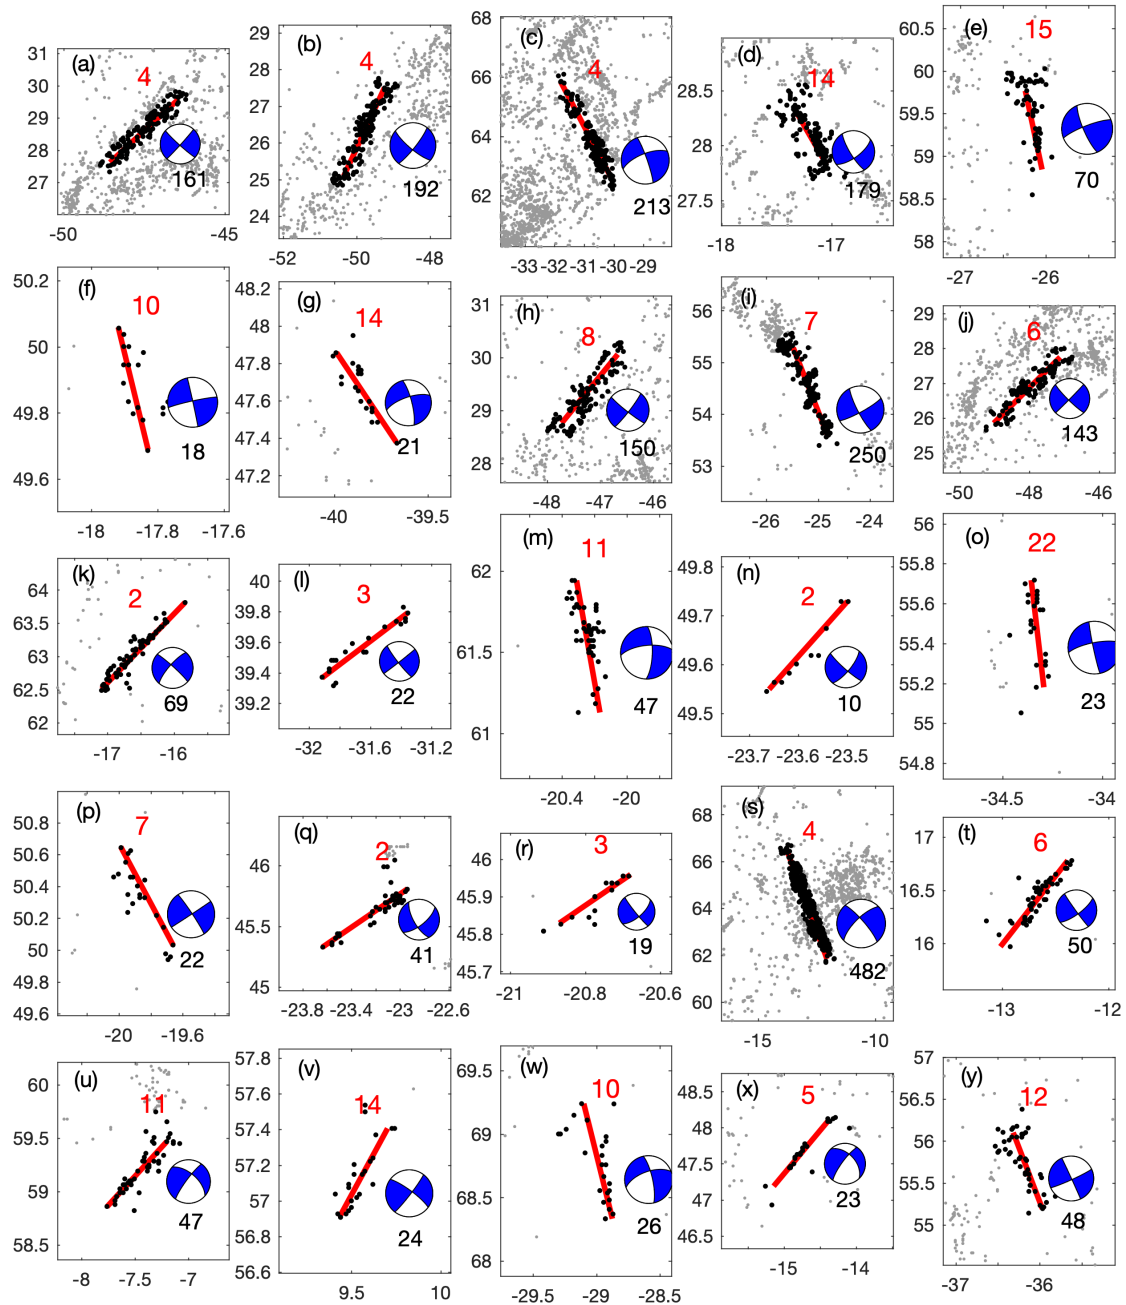 (a) 4 161
31 30 29 28 27
-50 -45
(b) 4 192
29 28 27 26 25 24
-52 -50 -48
(c) 4 213
68 66 64 62
-33 -32 -31 -30 -29
(d) 14 179
28.5 28 27.5
-18 -17
(e) 15 70
60.5 60 59.5 59 58.5 58
-27 -26
(f) 10 18
50.2 50 49.8 49.6
-18 -17.8 -17.6
(g) 14 21
48.2 48 47.8 47.6 47.4 47.2
-40 -39.5
(h) 8 150
31 30 29 28
-48 -47 -46
(i) 7 250
56 55 54 53
-26 -25 -24
(j) 6 143
29 28 27 26 25
-50 -48 -46
(k) 2 69
64 63.5 63 62.5 62
-17 -16
(l) 3 22
40 39.8 39.6 39.4 39.2
-32 -31.6 -31.2
(m) 11 47
62 61.5 61
-20.4 -20
(n) 2 10
49.8 49.7 49.6 49.5
-23.7 -23.6 -23.5
(o) 22 23
56 55.8 55.6 55.4 55.2 55 54.8
-34.5 -34
(p) 7 22
50.8 50.6 50.4 50.2 50 49.8 49.6
-20 -19.6
(q) 2 41
46 45.5 45
-23.8 -23.4 -23 -22.6
(r) 3 19
46 45.9 45.8 45.7
-21 -20.8 -20.6
(s) 4 482
68 66 64 62 60
-15 -10
(t) 6 50
17 16.5 16
-13 -12
(u) 11 47
60 59.5 59 58.5
-8 -7.5 -7
(v) 14 24
57.8 57.6 57.4 57.2 57 56.8 56.6
9.5 10
(w) 10 26
69.5 69 68.5 68
-29.5 -29 -28.5
(x) 5 23
48.5 48 47.5 47 46.5
-15 -14
(y) 12 48
57 56.5 56 55.5 55
-37 -36